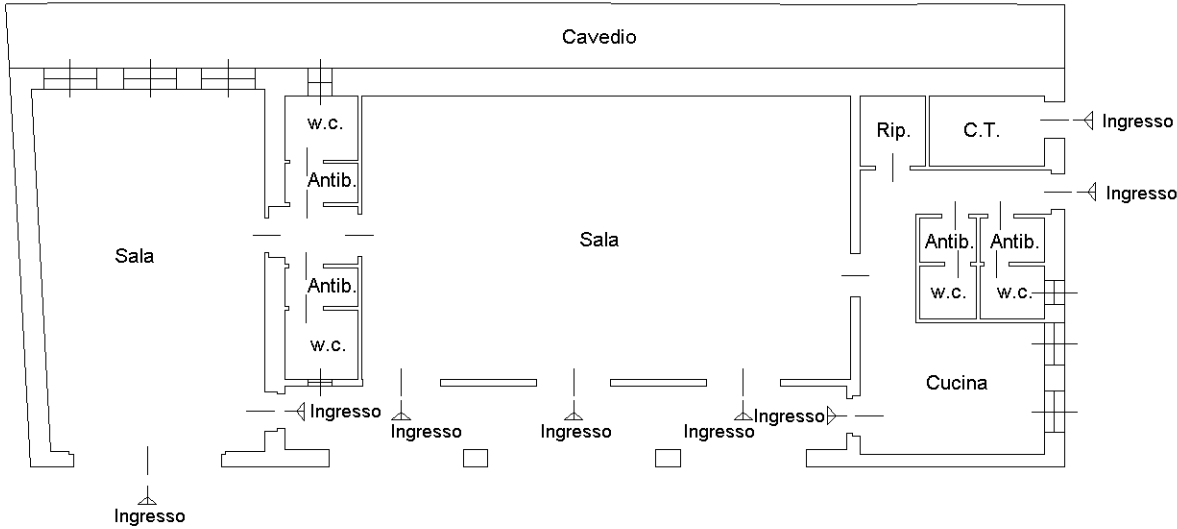 Cavedio
w.c.
Rip.
C.T.
Ingresso
Antib.
Ingresso
Sala
Sala
Antib.
Antib.
Antib.
w.c.
w.c.
w.c.
Cucina
Ingresso
Ingresso
Ingresso
Ingresso
Ingresso
Ingresso